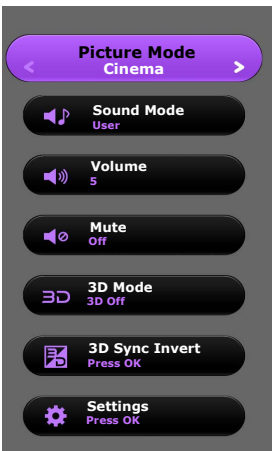 Picture Mode
Cinema
Sound Mode
User
Volume
5
Mute
Off
3D
3D Mode
3D Off
3D Sync Invert
Press OK
Settings
Press OK